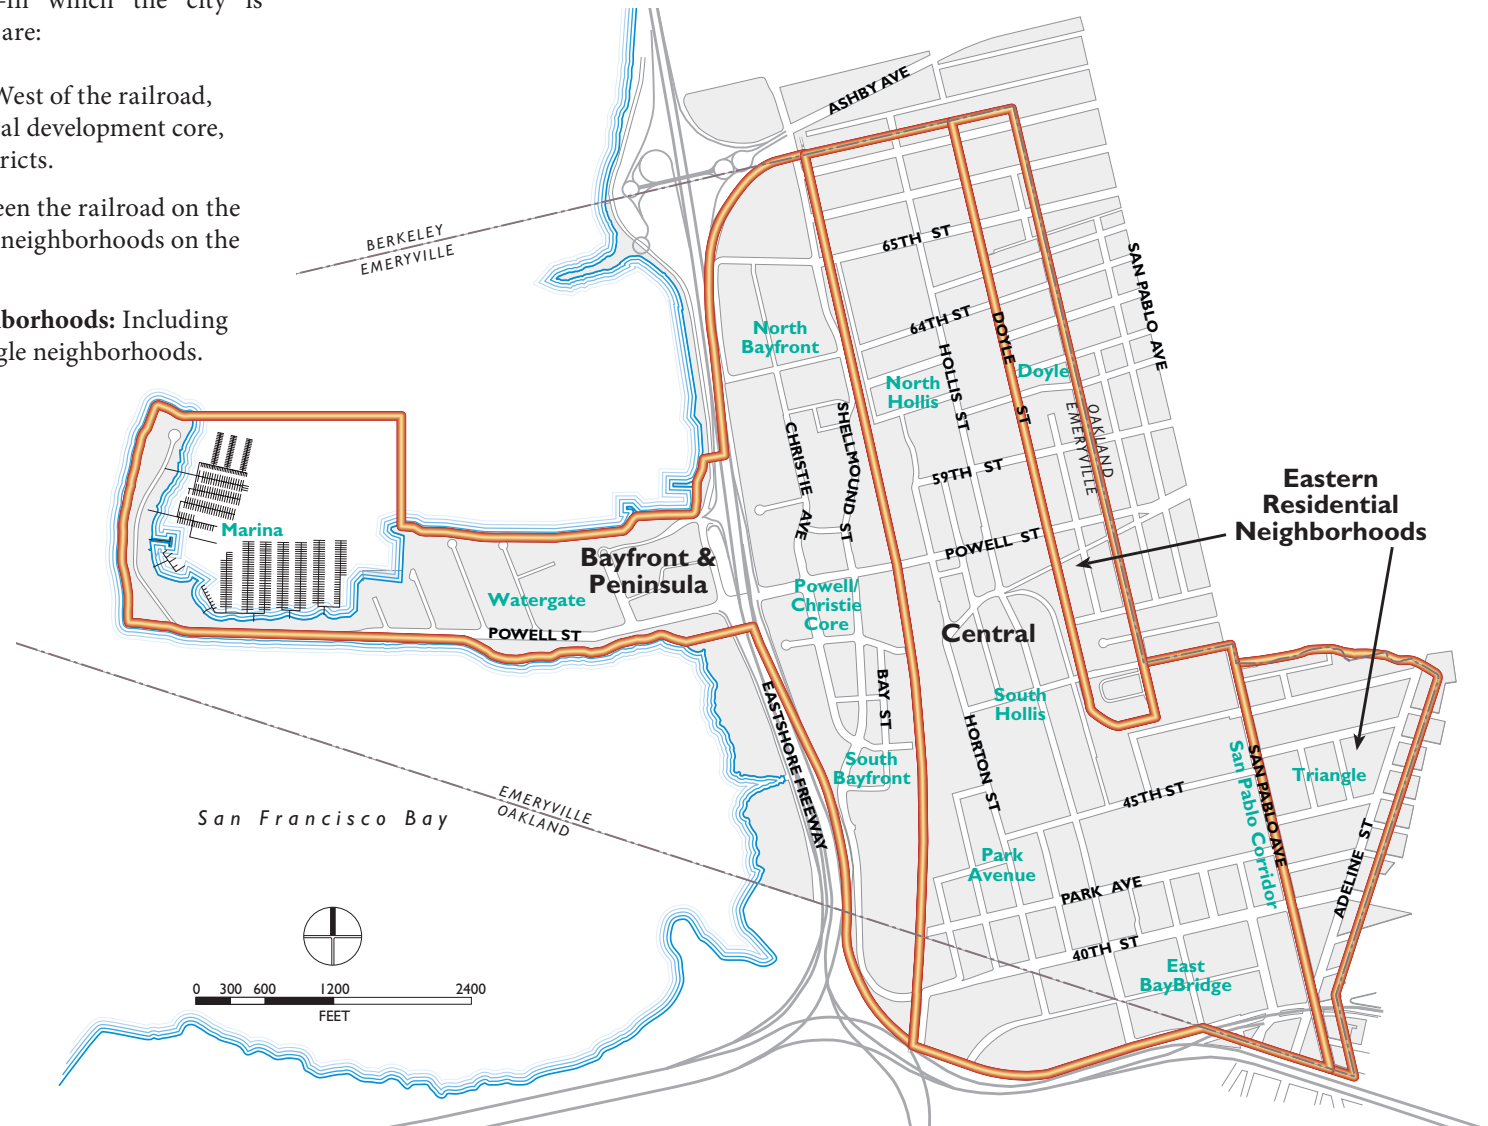 which the city is
are:
West of the railroad,
al development core,
ricts.
een the railroad on the
neighborhoods on the
borhoods: Including
gle neighborhoods.
ASHBY AVE
BERKELEY
EMERYVILLE
65TH ST
SAN PABLO AVE
64TH ST
DOYLE ST
HOLLIS ST
North
Bayfront
Doyle
North
Hollis
SHELLMOUND ST
CHRISTIE AVE
OAKLAND
EMERYVILLE
59TH ST
Eastern
Residential
Neighborhoods
Marina
POWELL ST
Bayfront &
Peninsula
Watergate
Powell/
Christie
Core
POWELL ST
Central
BAY ST
EASTSHORE FREEWAY
South
Hollis
HORTON ST
South
Bayfront
San Pablo Corridor
SAN PABLO AVE
Triangle
45TH ST
EMERYVILLE
OAKLAND
San Francisco Bay
ADELINE ST
Park
Avenue
PARK AVE
40TH ST
East
BayBridge
0 300 600 1200 2400
FEET